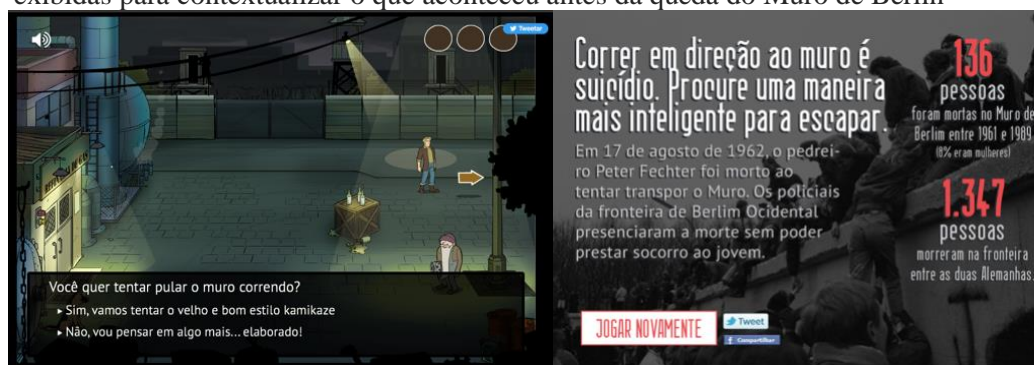 exibidas para contextualizar o que aconteceu antes da queda do Muro de Berlim
Tweetar
Você quer tentar pular o muro correndo?
▸ Sim, vamos tentar o velho e bom estilo kamikaze
▸ Não, vou pensar em algo mais... elaborado!
Correr em direção ao muro é
suicídio. Procure uma maneira
mais inteligente para escapar.
Em 17 de agosto de 1962, o pedrei-
ro Peter Fechter foi morto ao
tentar transpor o Muro. Os policiais
da fronteira de Berlim Ocidental
presenciaram a morte sem poder
prestar socorro ao jovem.
136
pessoas
foram mortas no Muro de
Berlim entre 1961 e 1989
(8% eram mulheres)
1.347
pessoas
morreram na fronteira
entre as duas Alemanhas.
JOGAR NOVAMENTE
Tweet
Compartilhar